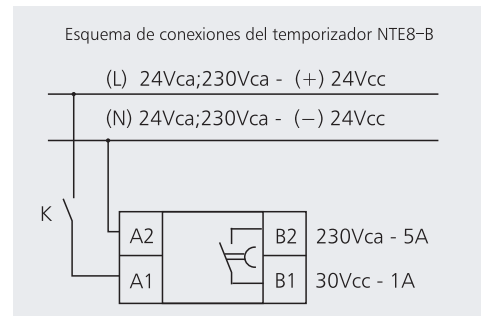 Esquema de conexiones del temporizador NTE8-B
(L) 24Vca;230Vca - (+) 24Vcc
(N) 24Vca;230Vca - (−) 24Vcc
K
A2 B2 230Vca - 5A
A1 B1 30Vcc - 1A